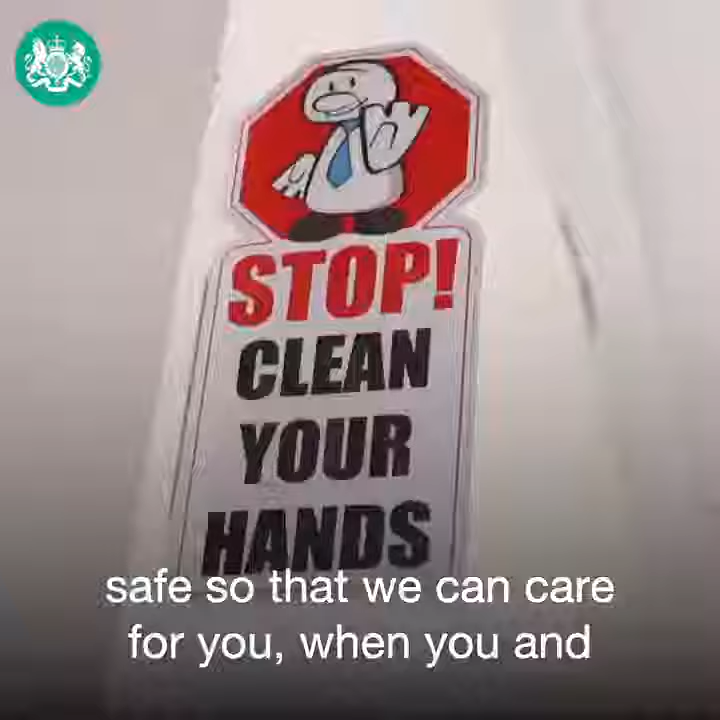 STOP!
CLEAN
YOUR
HANDS
safe so that we can care
for you, when you and